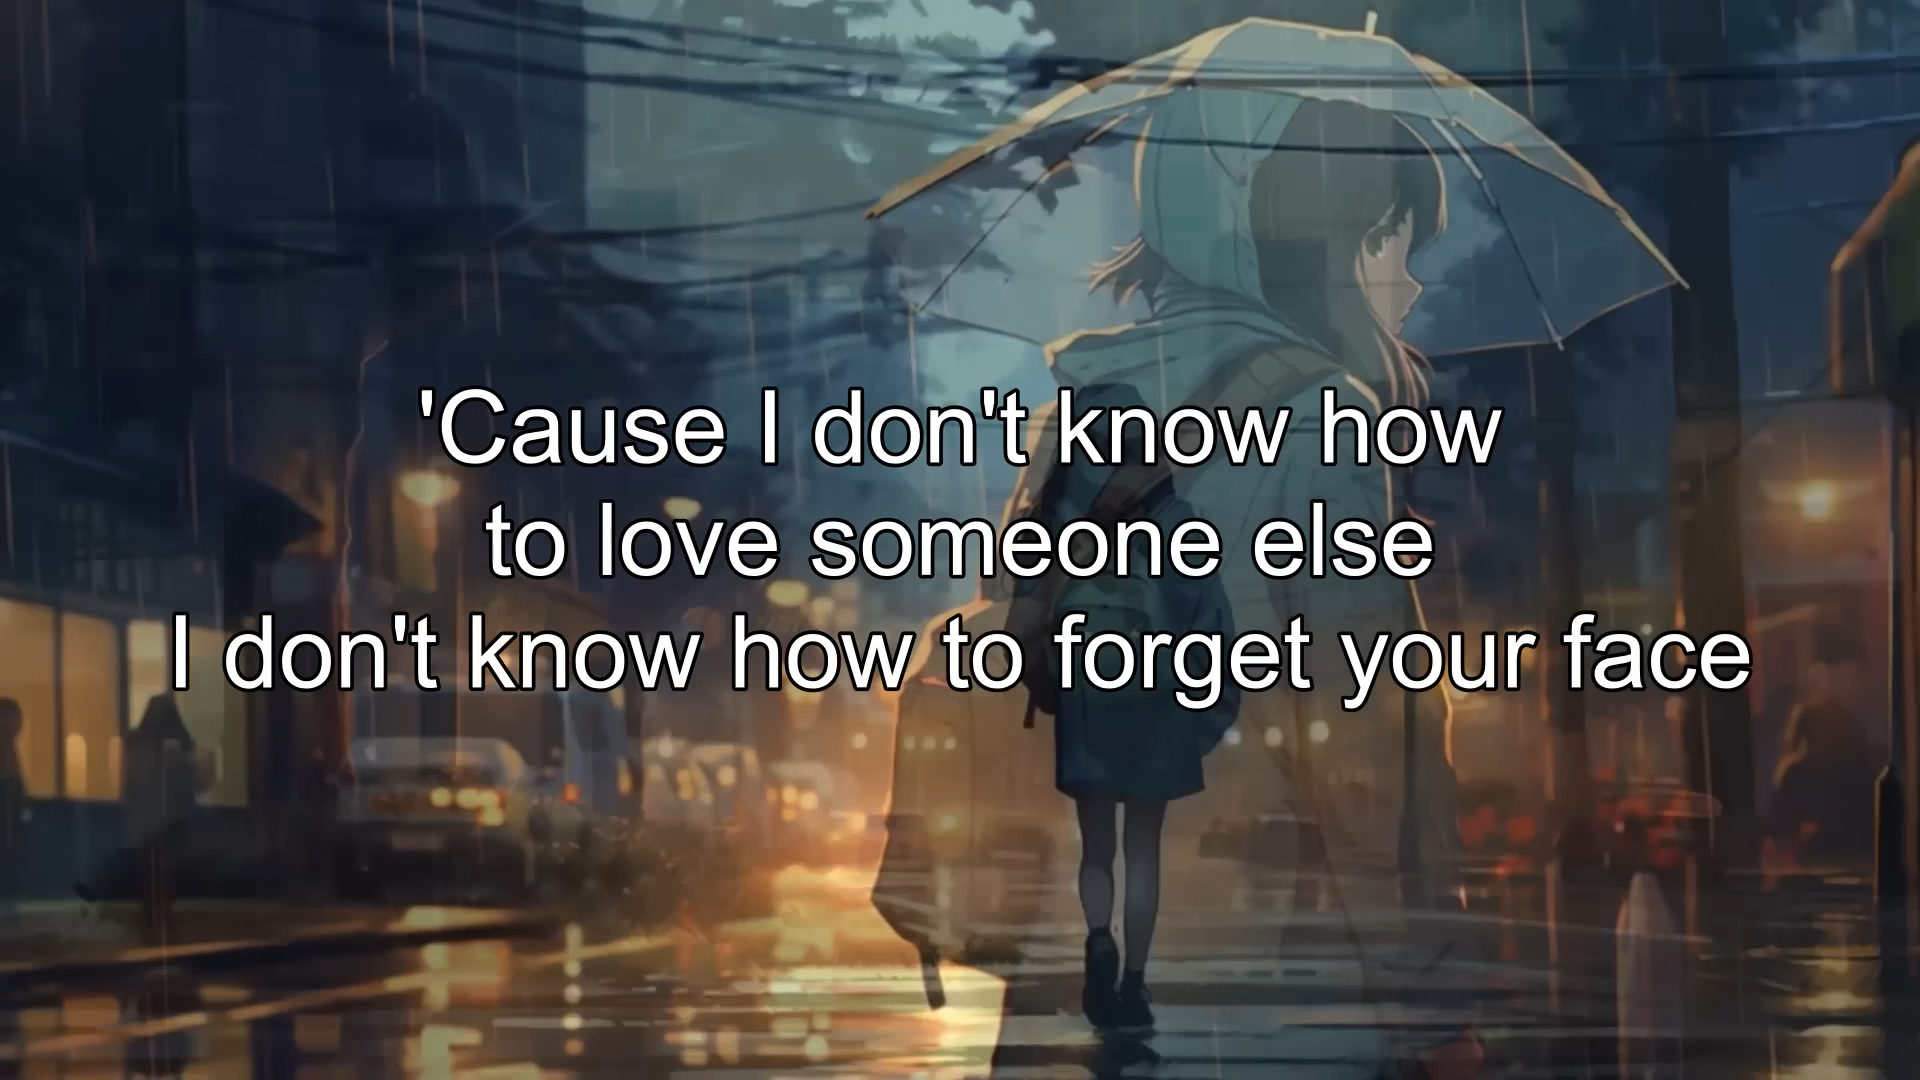 'Cause I don't know how
to love someone else
I don't know how to forget your face